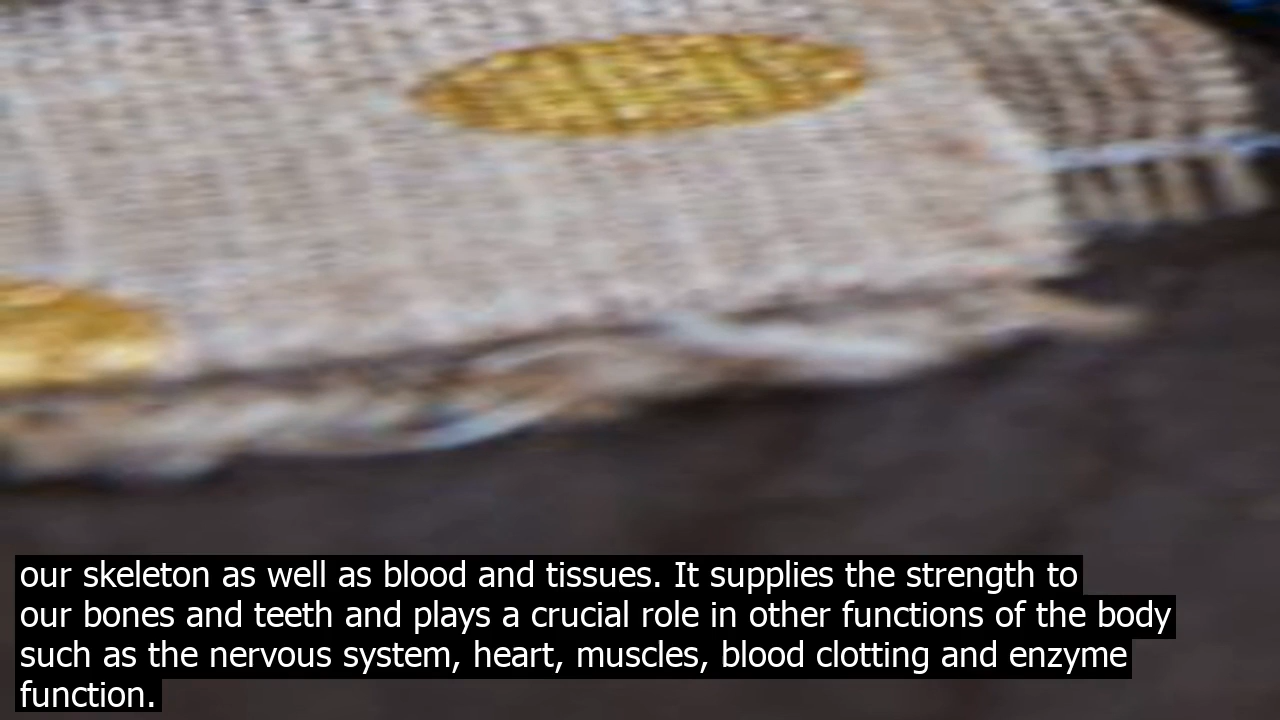 our skeleton as well as blood and tissues. It supplies the strength to
our bones and teeth and plays a crucial role in other functions of the body
such as the nervous system, heart, muscles, blood clotting and enzyme
function.